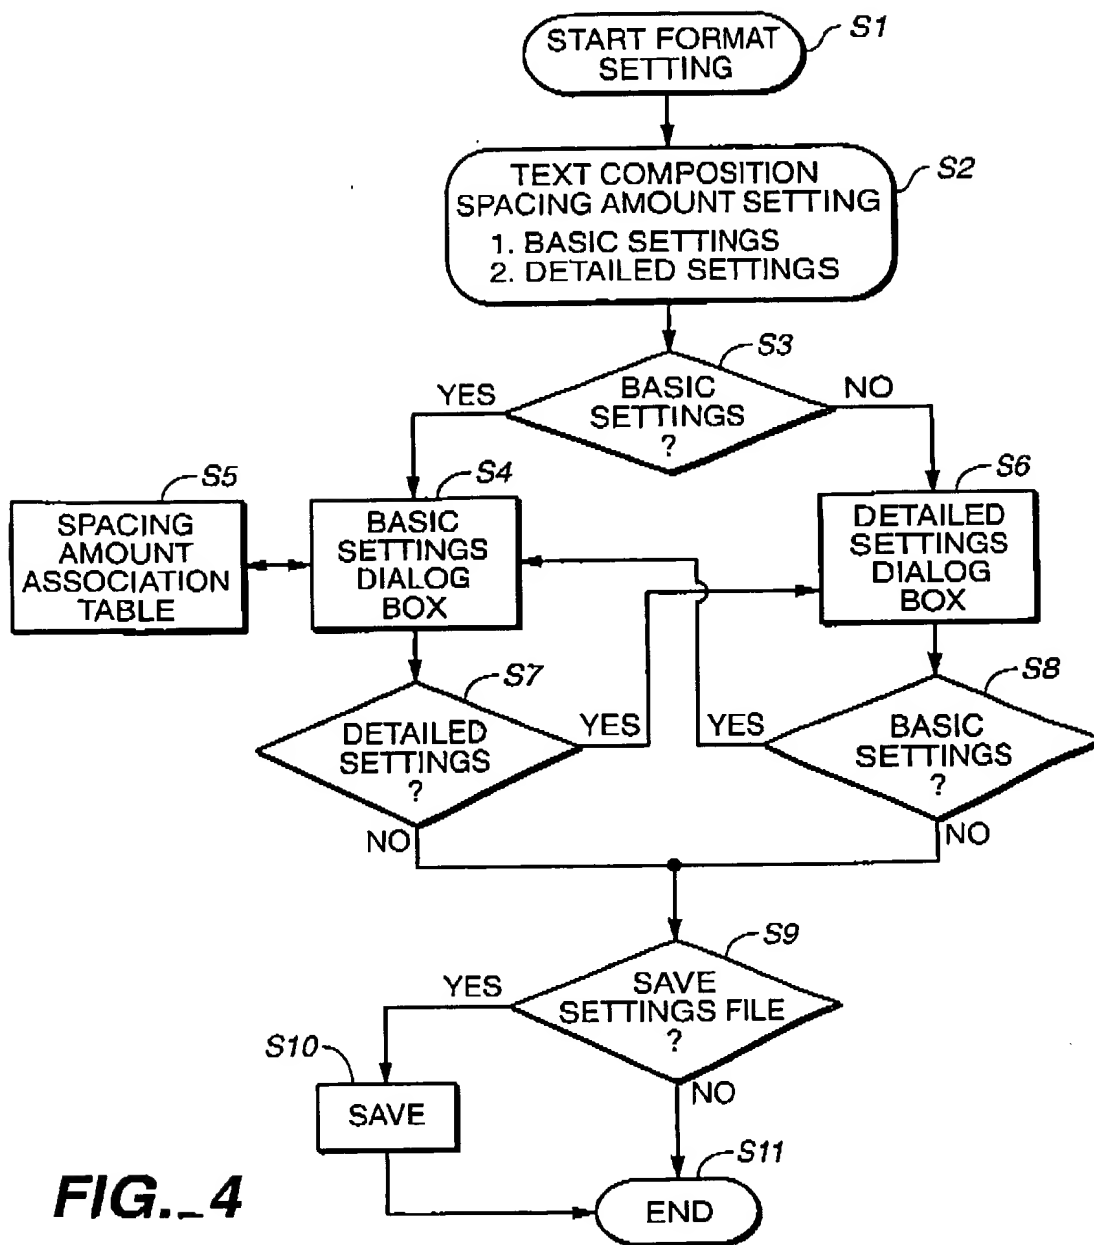 START FORMAT
SETTING
S1
TEXT COMPOSITION
SPACING AMOUNT SETTING
1. BASIC SETTINGS
2. DETAILED SETTINGS
S2
S3
YES
BASIC
SETTINGS
?
NO
S5
SPACING
AMOUNT
ASSOCIATION
TABLE
S4
BASIC
SETTINGS
DIALOG
BOX
S6
DETAILED
SETTINGS
DIALOG
BOX
S7
DETAILED
SETTINGS
?
YES
NO
S8
YES
BASIC
SETTINGS
?
NO
S9
YES
SAVE
SETTINGS FILE
?
NO
S10
SAVE
S11
END
FIG._4